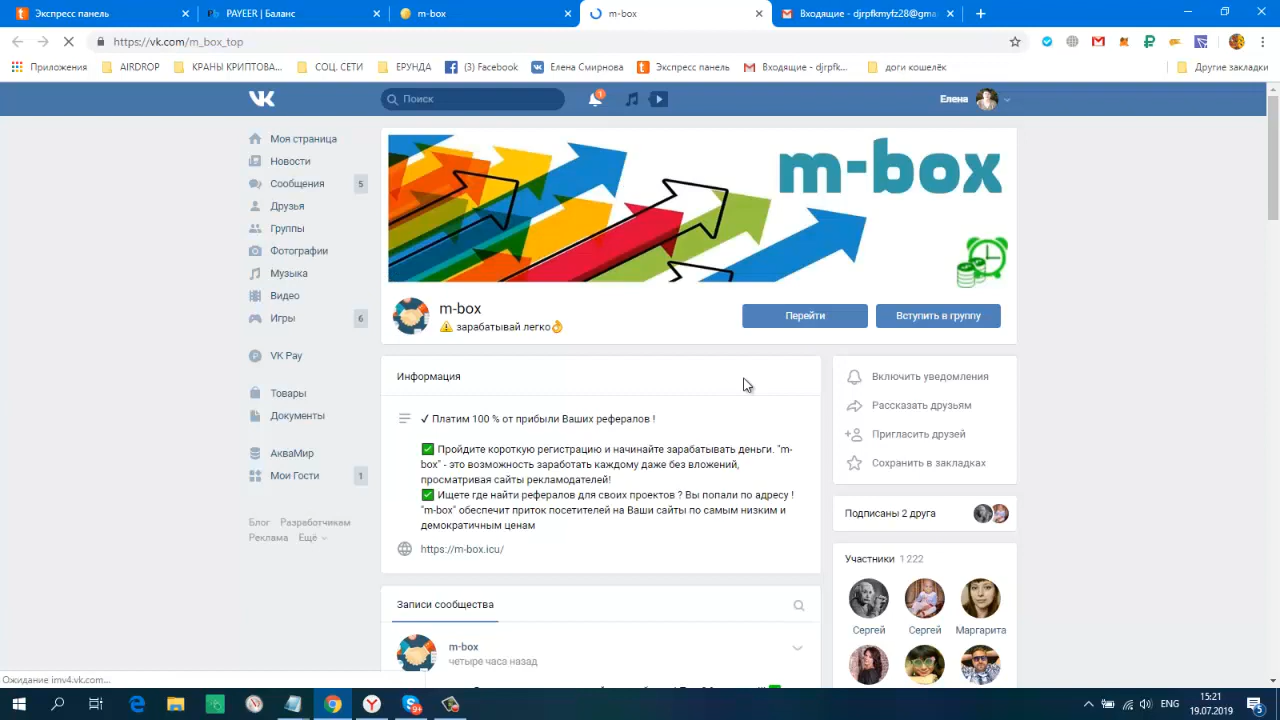 Экспресс панель
PAYEER | Баланс
m-box
m-box
Входящие - djrpfkmyfz28@gma
https://vk.com/m_box_top
Приложения
AIRDROP
КРАНЫ КРИПТОВА...
СОЦ. СЕТИ
ЕРУНДА
(3) Facebook
Елена Смирнова
Экспресс панель
Входящие - djrpfk...
доги кошелёк
Другие закладки
Поиск
1
Елена
Моя страница
Новости
Сообщения 5
Друзья
Группы
Фотографии
Музыка
Видео
Игры 6
VK Pay
Товары
Документы
АкваМир
Мои Гости 1
Блог Разработчикам
Реклама Ещё
m-box
m-box
⚠ зарабатывай легко👌
Перейти
Вступить в группу
Информация
✓ Платим 100 % от прибыли Ваших рефералов !
✅ Пройдите короткую регистрацию и начинайте зарабатывать деньги. "m-
box" - это возможность заработать каждому даже без вложений,
просматривая сайты рекламодателей!
✅ Ищете где найти рефералов для своих проектов ? Вы попали по адресу !
"m-box" обеспечит приток посетителей на Ваши сайты по самым низким и
демократичным ценам
https://m-box.icu/
Записи сообщества
m-box
четыре часа назад
Включить уведомления
Рассказать друзьям
Пригласить друзей
Сохранить в закладках
Подписаны 2 друга
Участники 1 222
Сергей
Сергей
Маргарита
Ожидание imv4.vk.com...
9+
ENG
15:21
19.07.2019
5